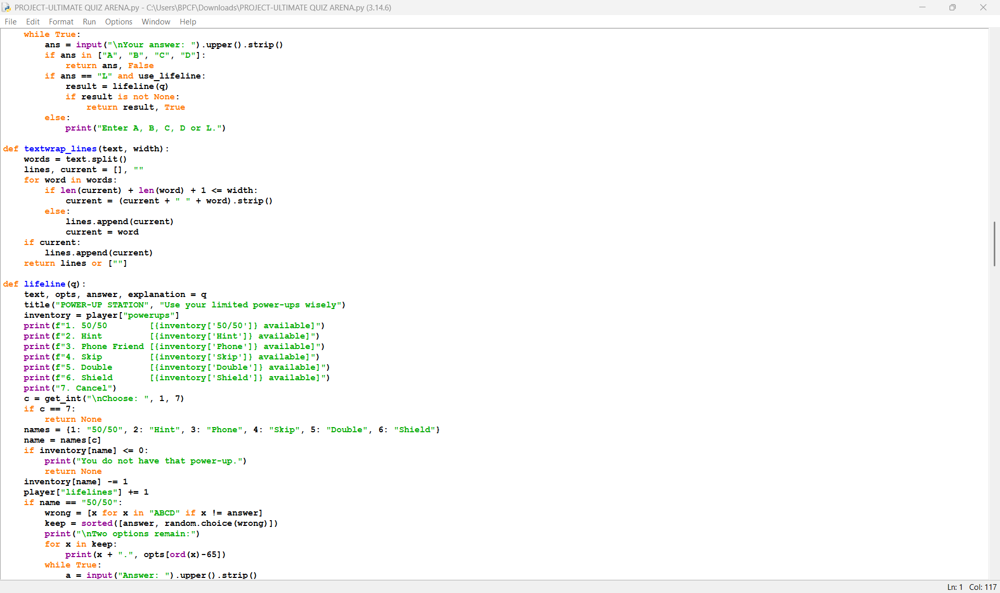 PROJECT-ULTIMATE QUIZ ARENA.py - C:\Users\BPCF\Downloads\PROJECT-ULTIMATE QUIZ ARENA.py (3.14.6)
File Edit Format Run Options Window Help
    while True:
        ans = input("\nYour answer: ").upper().strip()
        if ans in ["A", "B", "C", "D"]:
            return ans, False
        if ans == "L" and use_lifeline:
            result = lifeline(q)
            if result is not None:
                return result, True
        else:
            print("Enter A, B, C, D or L.")

def textwrap_lines(text, width):
    words = text.split()
    lines, current = [], ""
    for word in words:
        if len(current) + len(word) + 1 <= width:
            current = (current + " " + word).strip()
        else:
            lines.append(current)
            current = word
    if current:
        lines.append(current)
    return lines or [""]

def lifeline(q):
    text, opts, answer, explanation = q
    title("POWER-UP STATION", "Use your limited power-ups wisely")
    inventory = player["powerups"]
    print(f"1. 50/50        [{inventory['50/50']} available]")
    print(f"2. Hint         [{inventory['Hint']} available]")
    print(f"3. Phone Friend [{inventory['Phone']} available]")
    print(f"4. Skip         [{inventory['Skip']} available]")
    print(f"5. Double       [{inventory['Double']} available]")
    print(f"6. Shield       [{inventory['Shield']} available]")
    print("7. Cancel")
    c = get_int("\nChoose: ", 1, 7)
    if c == 7:
        return None
    names = {1: "50/50", 2: "Hint", 3: "Phone", 4: "Skip", 5: "Double", 6: "Shield"}
    name = names[c]
    if inventory[name] <= 0:
        print("You do not have that power-up.")
        return None
    inventory[name] -= 1
    player["lifelines"] += 1
    if name == "50/50":
        wrong = [x for x in "ABCD" if x != answer]
        keep = sorted([answer, random.choice(wrong)])
        print("\nTwo options remain:")
        for x in keep:
            print(x + ".", opts[ord(x)-65])
        while True:
            a = input("Answer: ").upper().strip()
Ln: 1 Col: 117